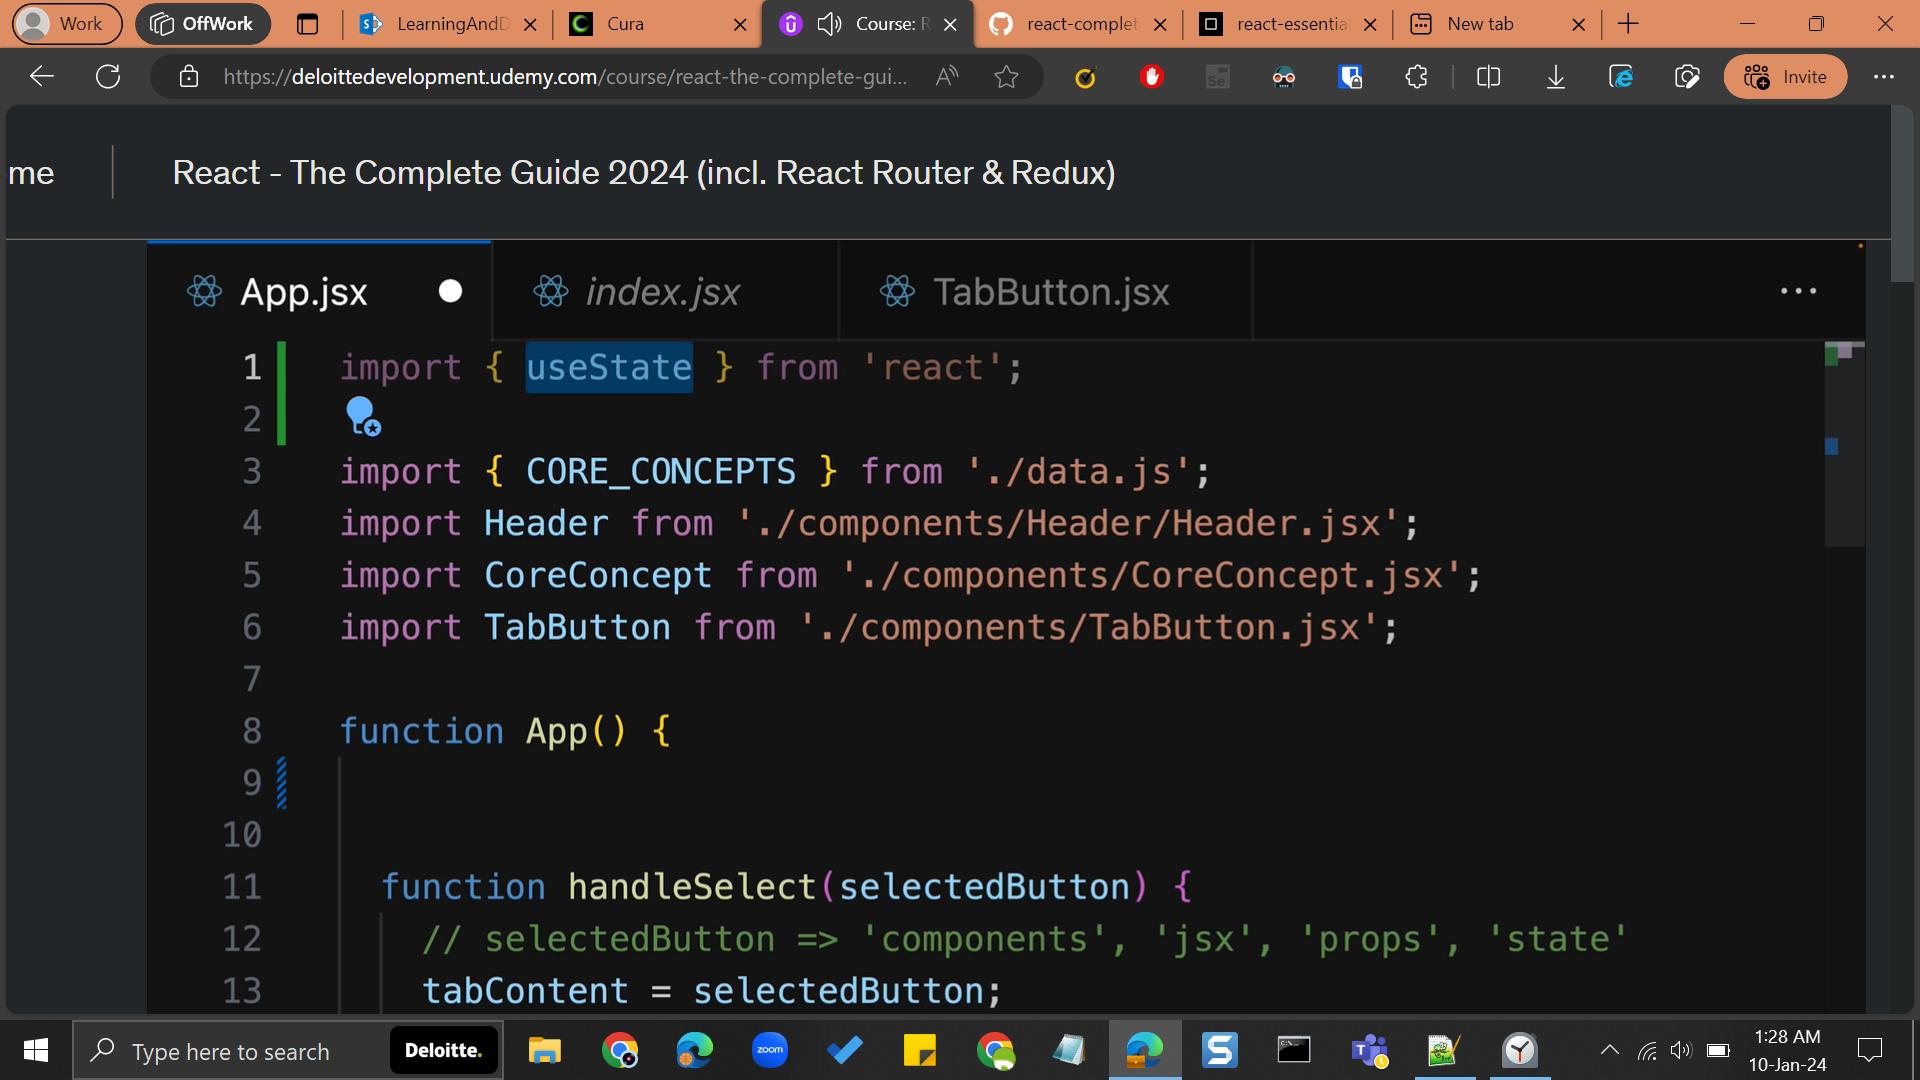 Work
OffWork
LearningAndD
Cura
Course: R
react-complet
react-essentia
New tab
https://deloittedevelopment.udemy.com/course/react-the-complete-gui...
Invite
me
React - The Complete Guide 2024 (incl. React Router & Redux)
App.jsx
index.jsx
TabButton.jsx
1 import { useState } from 'react';
2
3 import { CORE_CONCEPTS } from './data.js';
4 import Header from './components/Header/Header.jsx';
5 import CoreConcept from './components/CoreConcept.jsx';
6 import TabButton from './components/TabButton.jsx';
7
8 function App() {
9
10
11 function handleSelect(selectedButton) {
12 // selectedButton => 'components', 'jsx', 'props', 'state'
13 tabContent = selectedButton;
Type here to search
Deloitte.
zoom
1:28 AM
10-Jan-24